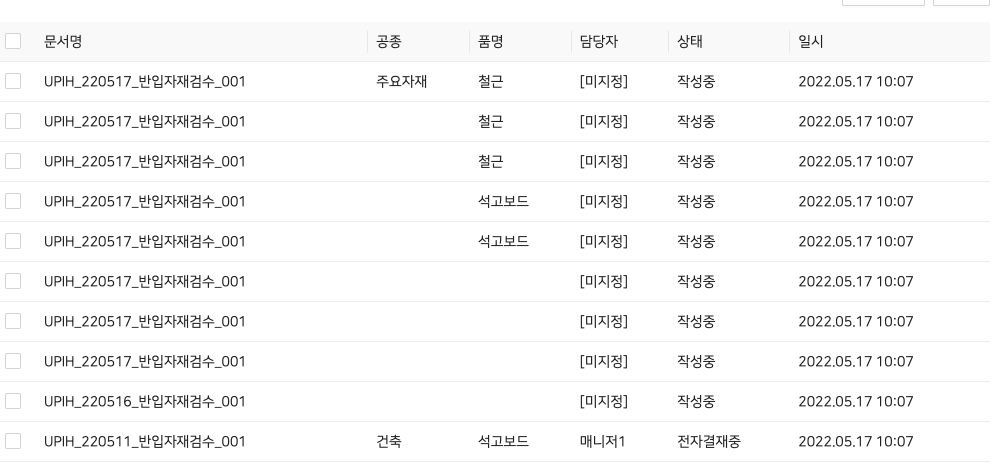 문서명 공종 품명 담당자 상태 일시
UPIH_220517_반입자재검수_001 주요자재 철근 [미지정] 작성중 2022.05.17 10:07
UPIH_220517_반입자재검수_001 철근 [미지정] 작성중 2022.05.17 10:07
UPIH_220517_반입자재검수_001 철근 [미지정] 작성중 2022.05.17 10:07
UPIH_220517_반입자재검수_001 석고보드 [미지정] 작성중 2022.05.17 10:07
UPIH_220517_반입자재검수_001 석고보드 [미지정] 작성중 2022.05.17 10:07
UPIH_220517_반입자재검수_001 [미지정] 작성중 2022.05.17 10:07
UPIH_220517_반입자재검수_001 [미지정] 작성중 2022.05.17 10:07
UPIH_220517_반입자재검수_001 [미지정] 작성중 2022.05.17 10:07
UPIH_220516_반입자재검수_001 [미지정] 작성중 2022.05.17 10:07
UPIH_220511_반입자재검수_001 건축 석고보드 매니저1 전자결재중 2022.05.17 10:07